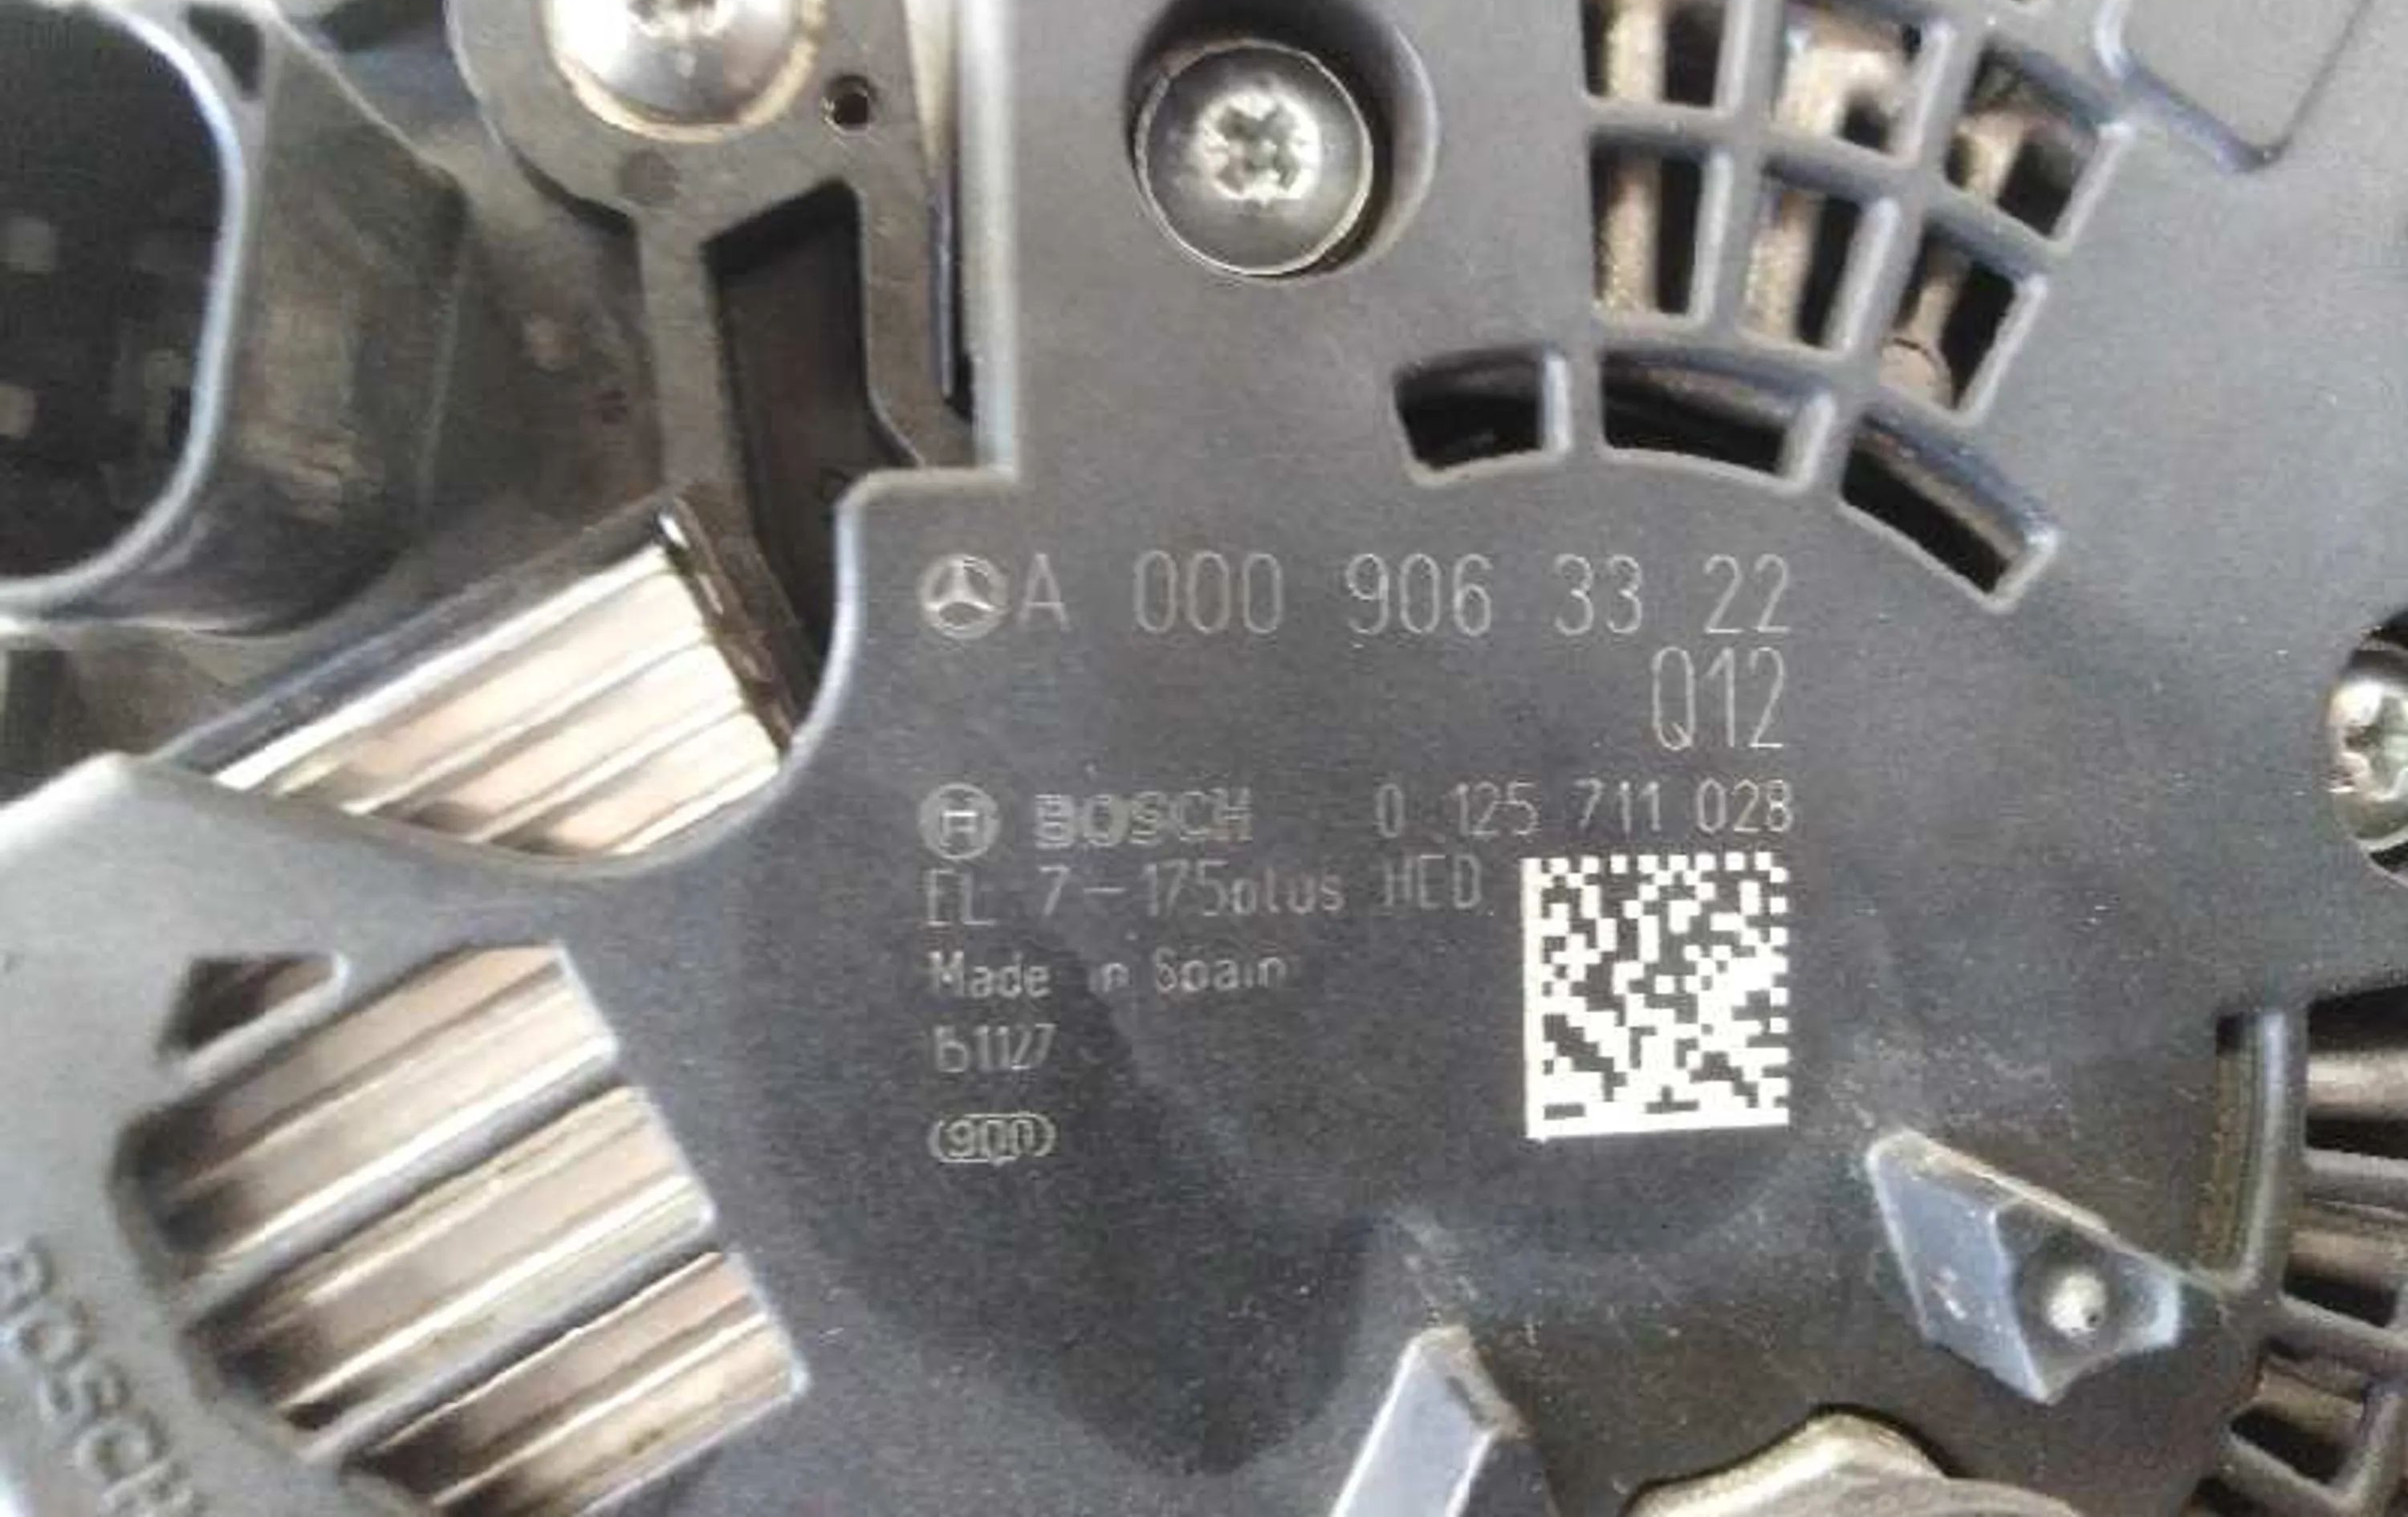 A 000 906 33 22
Q12
BOSCH 0 125 711 028
EL 7-175plus HED
Made in Spain
151127
900
BOSCH